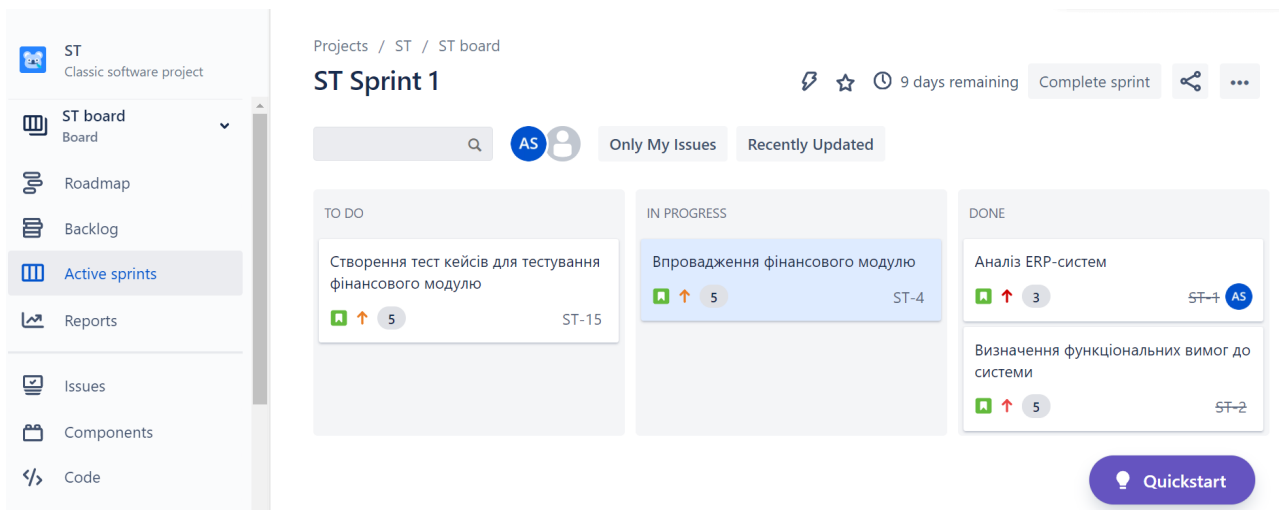 ST
Classic software project
ST board
Board
Roadmap
Backlog
Active sprints
Reports
Issues
Components
Code
Projects / ST / ST board
ST Sprint 1
9 days remaining
Complete sprint
AS
Only My Issues
Recently Updated
TO DO
Створення тест кейсів для тестування
фінансового модулю
5
ST-15
IN PROGRESS
Впровадження фінансового модулю
5
ST-4
DONE
Аналіз ERP-систем
3
ST-1
AS
Визначення функціональних вимог до
системи
5
ST-2
Quickstart